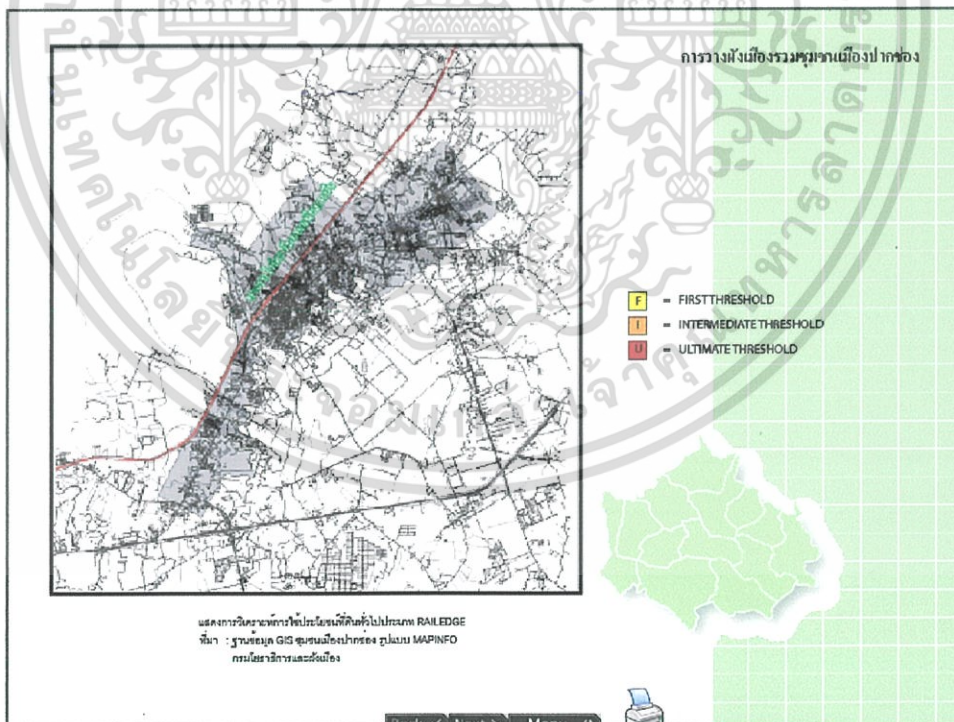 การวางผังเมืองรวมชุมชนเมืองปากช่อง
F = FIRST THRESHOLD
I = INTERMEDIATE THRESHOLD
U = ULTIMATE THRESHOLD
แสดงการวิเคราะห์การใช้ประโยชน์ที่ดินทั่วไปประเภท RAILEDGE
ที่มา : ฐานข้อมูล GIS ชุมชนเมืองปากช่อง รูปแบบ MAPINFO
กรมโยธาธิการและผังเมือง